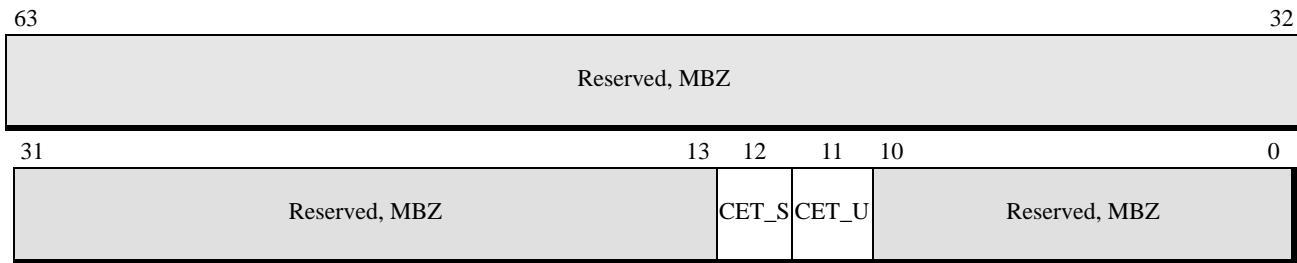 63 32
Reserved, MBZ
31 13 12 11 10 0
Reserved, MBZ CET_S CET_U Reserved, MBZ